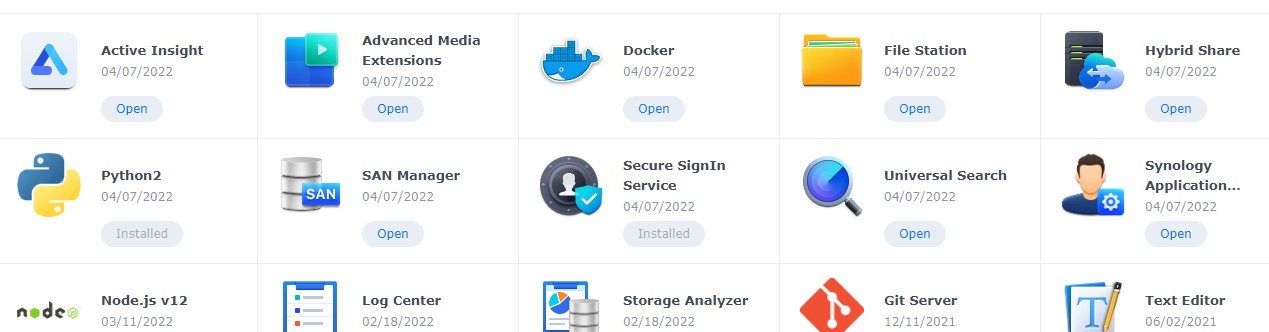 Active Insight
04/07/2022
Open
Advanced Media
Extensions
04/07/2022
Open
Docker
04/07/2022
Open
File Station
04/07/2022
Open
Hybrid Share
04/07/2022
Open
Python2
04/07/2022
Installed
SAN
SAN Manager
04/07/2022
Open
Secure SignIn
Service
04/07/2022
Installed
Universal Search
04/07/2022
Open
Synology
Application...
04/07/2022
Open
node
JS
Node.js v12
03/11/2022
Log Center
02/18/2022
Storage Analyzer
02/18/2022
Git Server
12/11/2021
T
Text Editor
06/02/2021